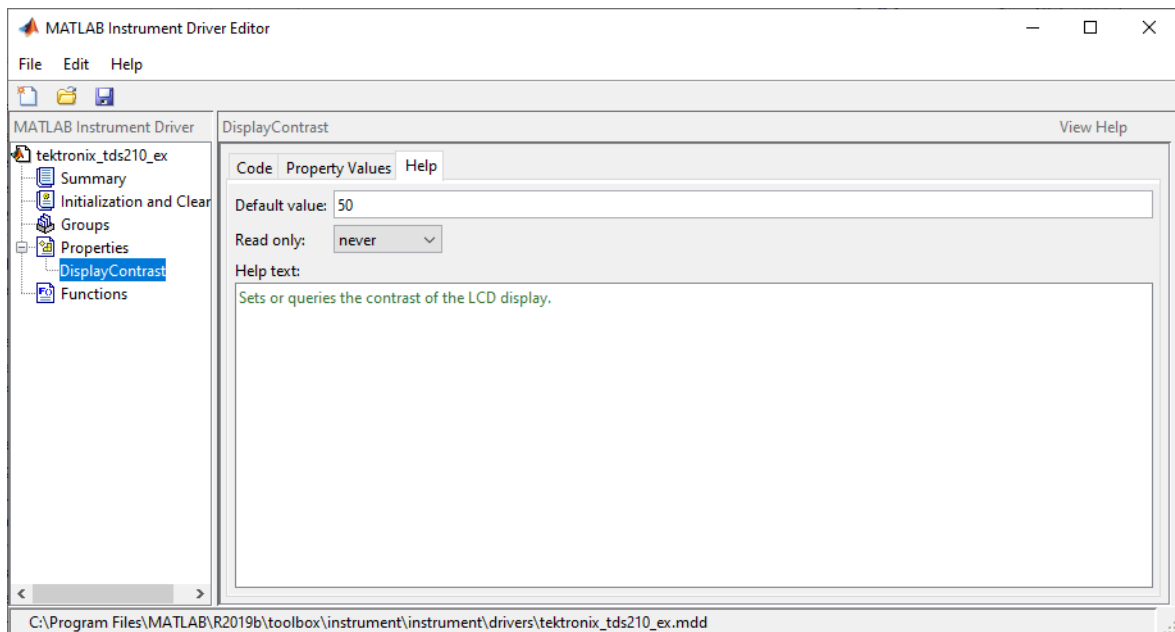 MATLAB Instrument Driver Editor
File Edit Help
MATLAB Instrument Driver
DisplayContrast
View Help
tektronix_tds210_ex
Summary
Initialization and Clear
Groups
Properties
DisplayContrast
Functions
Code Property Values Help
Default value: 50
Read only: never
Help text:
Sets or queries the contrast of the LCD display.
C:\Program Files\MATLAB\R2019b\toolbox\instrument\instrument\drivers\tektronix_tds210_ex.mdd